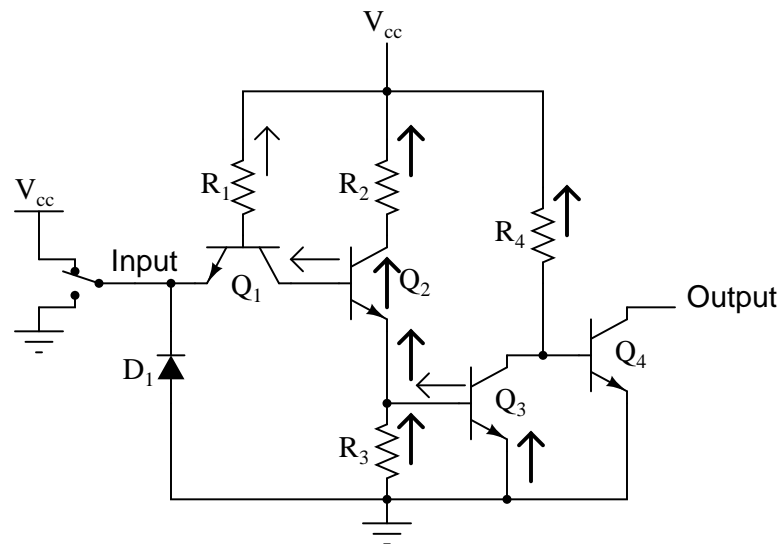 Vcc
R1
R2
Vcc
R4
Input
Q1
Q2
Output
D1
Q4
Q3
R3